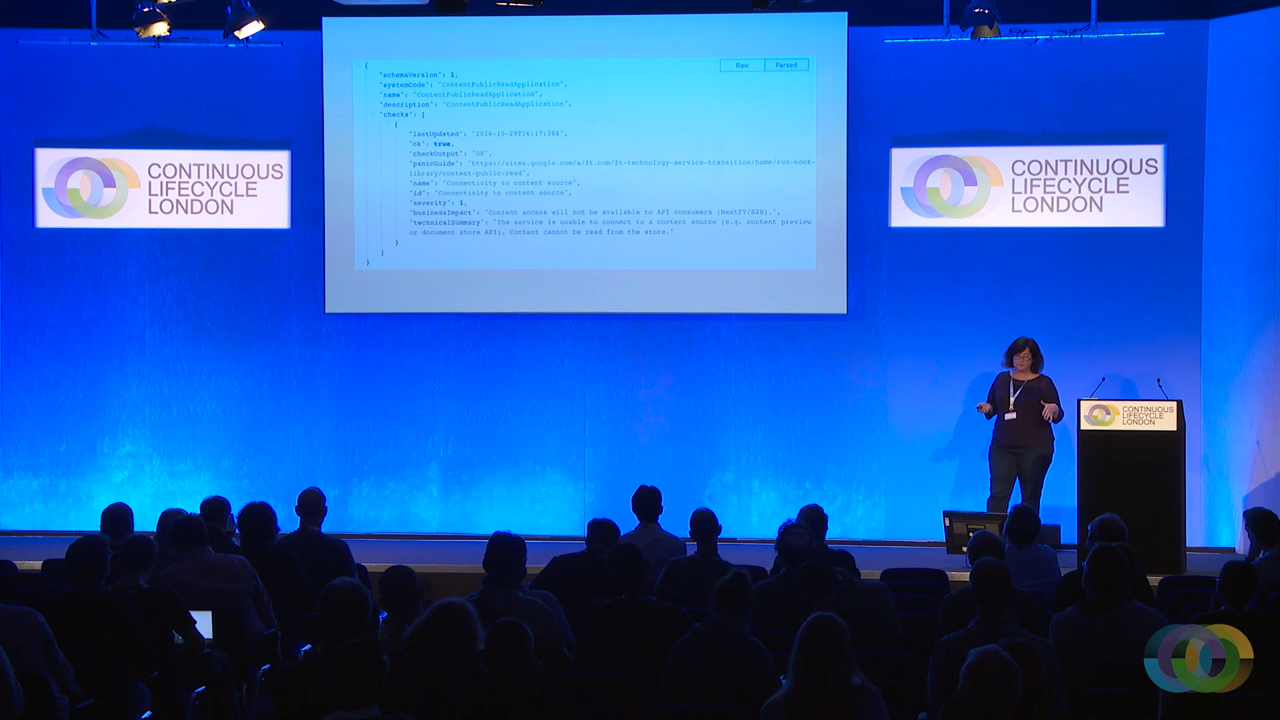 {
"schemaVersion": 1,
"systemCode": "ContentPublicReadApplication",
"name": "ContentPublicReadApplication",
"description": "ContentPublicReadApplication",
"checks": [
{
"lastUpdated": "2016-10-29T16:17:38Z",
"ok": true,
"checkOutput": "OK",
"panicGuide": "https://sites.google.com/a/ft.com/ft-technology-service-transition/home/run-book-
library/content-public-read",
"name": "Connectivity to content source",
"id": "Connectivity to content source",
"severity": 1,
"businessImpact": "Content access will not be available to API consumers (NextFT/B2B).",
"technicalSummary": "The service is unable to connect to a content source (e.g. content preview
or document store API). Content cannot be read from the store."
}
]
}
Raw Parsed
CONTINUOUS
LIFECYCLE
LONDON
CONTINUOUS
LIFECYCLE
LONDON
CONTINUOUS
LIFECYCLE
LONDON